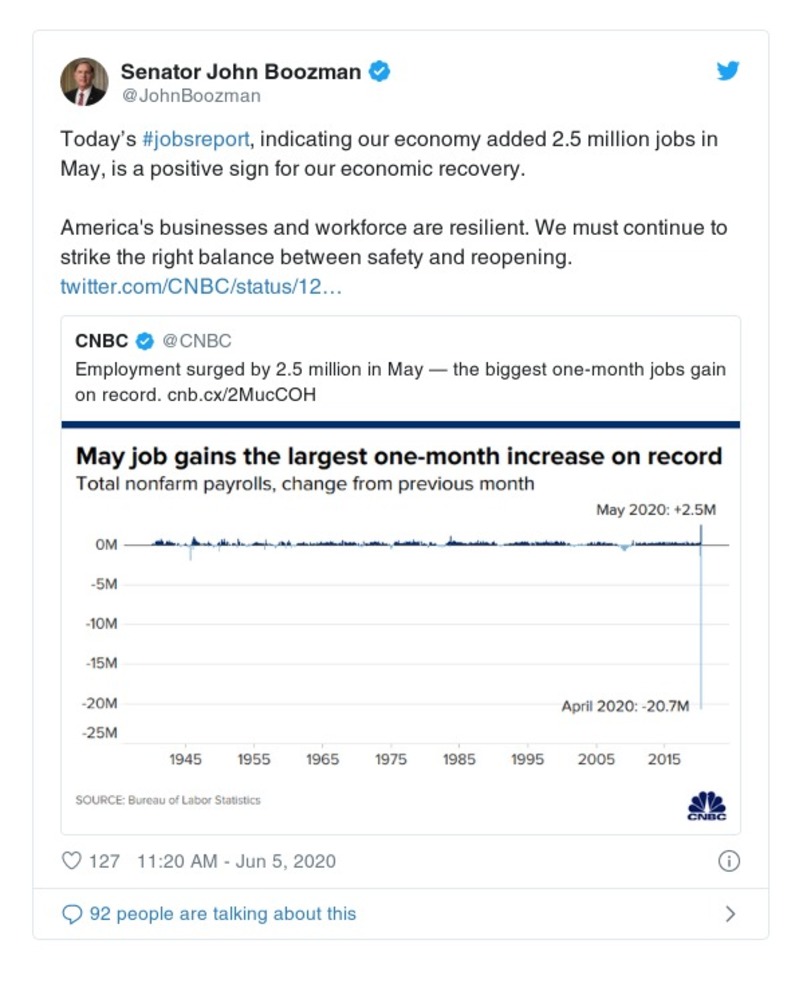 Senator John Boozman
@JohnBoozman
Today's #jobsreport, indicating our economy added 2.5 million jobs in
May, is a positive sign for our economic recovery.
America's businesses and workforce are resilient. We must continue to
strike the right balance between safety and reopening.
twitter.com/CNBC/status/12…
CNBC @CNBC
Employment surged by 2.5 million in May — the biggest one-month jobs gain
on record. cnb.cx/2MucCOH
May job gains the largest one-month increase on record
Total nonfarm payrolls, change from previous month
May 2020: +2.5M
0M
-5M
-10M
-15M
-20M
April 2020: -20.7M
-25M
1945 1955 1965 1975 1985 1995 2005 2015
SOURCE: Bureau of Labor Statistics
CNBC
127 11:20 AM - Jun 5, 2020
92 people are talking about this